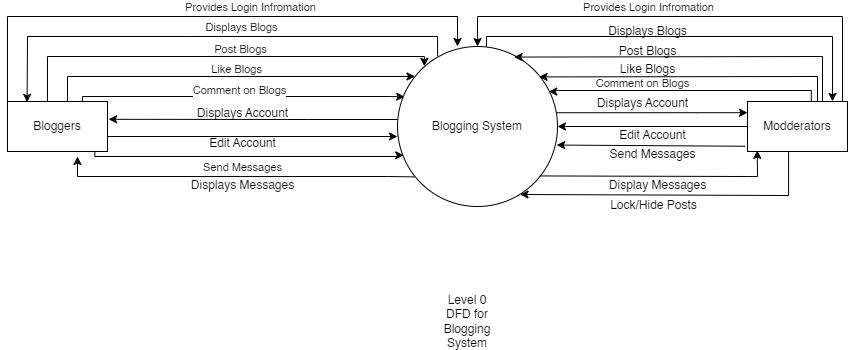 Provides Login Infromation
Provides Login Infromation
Displays Blogs
Displays Blogs
Post Blogs
Post Blogs
Like Blogs
Like Blogs
Comment on Blogs
Comment on Blogs
Displays Account
Displays Account
Bloggers
Blogging System
Modderators
Edit Account
Edit Account
Send Messages
Send Messages
Displays Messages
Display Messages
Lock/Hide Posts
Level 0
DFD for
Blogging
System